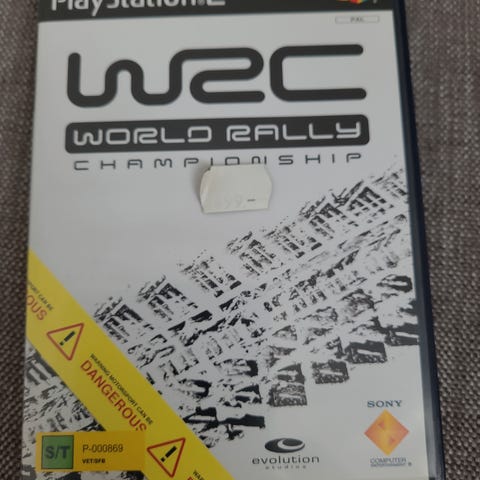 PlayStation 2
PAL
WRC
WORLD RALLY
CHAMPIONSHIP
499.-
WARNING MOTORSPORT CAN BE
DANGEROUS
S/T
P-000869
VET/SFB
evolution
studios
SONY
COMPUTER
ENTERTAINMENT